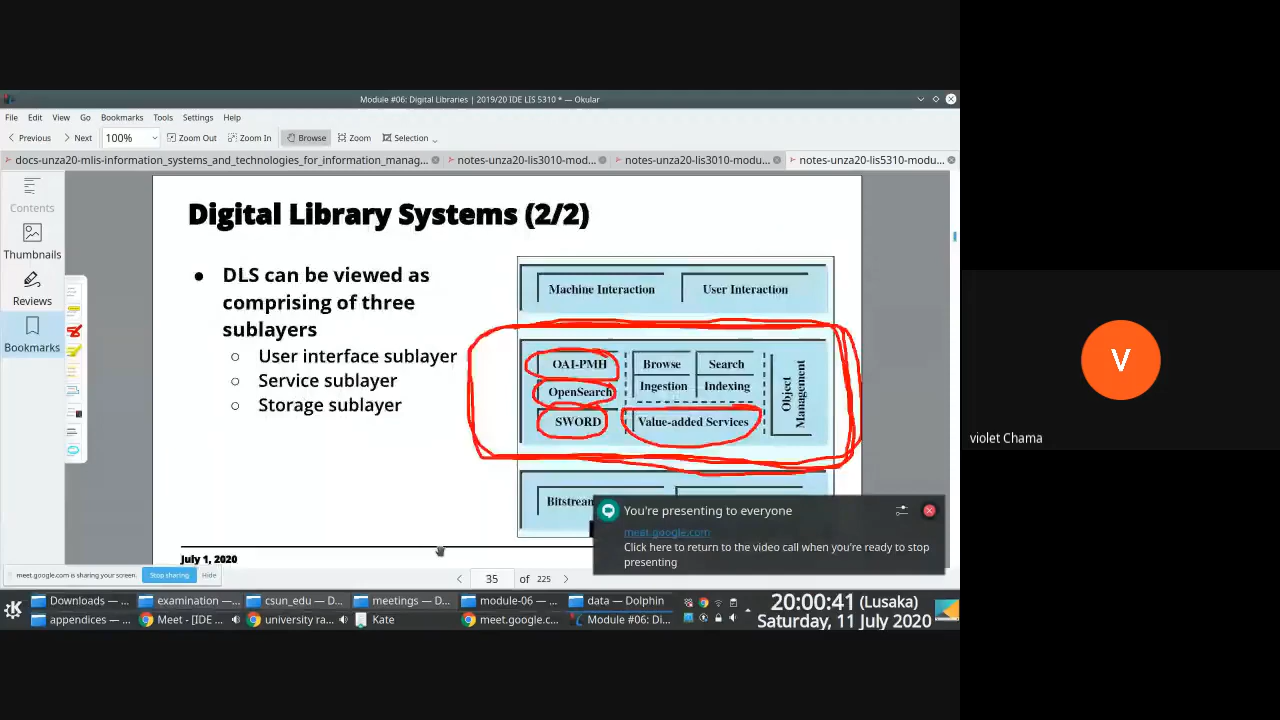 Module #06: Digital Libraries | 2019/20 IDE LIS 5310 * — Okular
File Edit View Go Bookmarks Tools Settings Help
Previous Next 100% Zoom Out Zoom In Browse Zoom Selection
docs-unza20-mlis-information_systems_and_technologies_for_information_manag... notes-unza20-lis3010-mod... notes-unza20-lis3010-modu... notes-unza20-lis5310-modu...
Contents
Thumbnails
Reviews
Bookmarks
Digital Library Systems (2/2)
● DLS can be viewed as
comprising of three
sublayers
○ User interface sublayer
○ Service sublayer
○ Storage sublayer
Machine Interaction User Interaction
OAI-PMH Browse Search
OpenSearch Ingestion Indexing
SWORD Value-added Services
Object
Management
Bitstream
July 1, 2020
You're presenting to everyone
meet.google.com
Click here to return to the video call when you're ready to stop
presenting
meet.google.com is sharing your screen. Stop sharing Hide
35 of 225
Downloads — ... examination —... csun_edu — D... meetings — D... module-06 — ... data — Dolphin
appendices — ... Meet - [IDE ... university ra... Kate meet.google.c... Module #06: Di...
20:00:41 (Lusaka)
Saturday, 11 July 2020
V
violet Chama